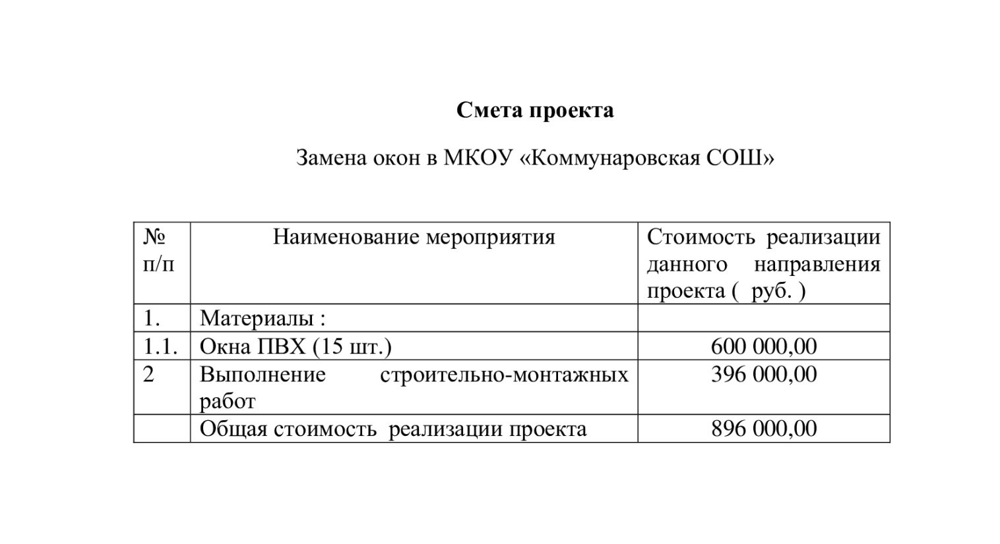 Смета проекта
Замена окон в МКОУ «Коммунаровская СОШ»
№ п/п
Наименование мероприятия
Стоимость реализации
данного направления
проекта ( руб. )
1. Материалы :
1.1. Окна ПВХ (15 шт.) 600 000,00
2 Выполнение строительно-монтажных 396 000,00
работ
Общая стоимость реализации проекта 896 000,00